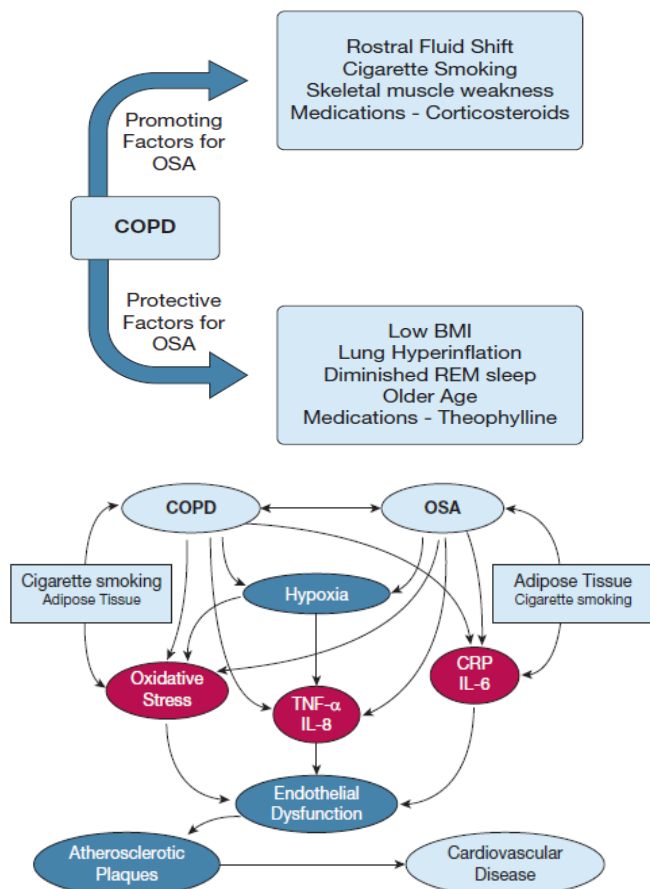 Rostral Fluid Shift
Cigarette Smoking
Skeletal muscle weakness
Medications - Corticosteroids
Promoting
Factors for
OSA
COPD
Protective
Factors for
OSA
Low BMI
Lung Hyperinflation
Diminished REM sleep
Older Age
Medications - Theophylline
COPD
OSA
Cigarette smoking
Adipose Tissue
Hypoxia
Adipose Tissue
Cigarette smoking
Oxidative
Stress
TNF-α
IL-8
CRP
IL-6
Endothelial
Dysfunction
Atherosclerotic
Plaques
Cardiovascular
Disease